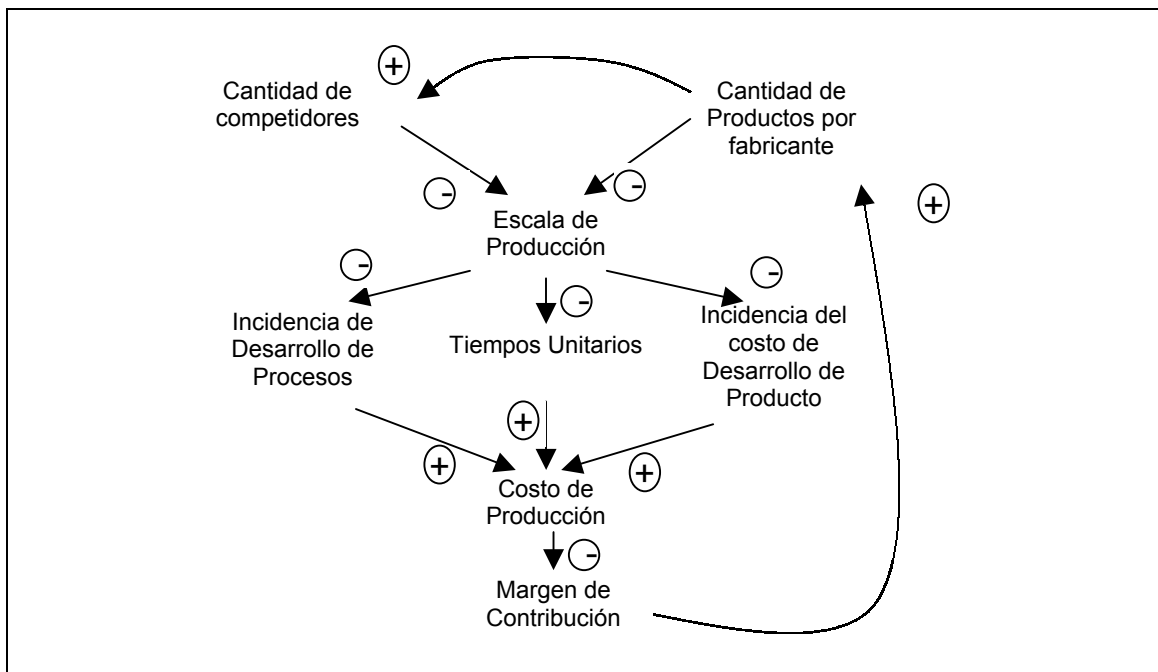 +
Cantidad de
competidores
Cantidad de
Productos por
fabricante
-
-
+
Escala de
Producción
-
-
-
Incidencia de
Desarrollo de
Procesos
Tiempos Unitarios
Incidencia del
costo de
Desarrollo de
Producto
+
+
+
Costo de
Producción
-
Margen de
Contribución